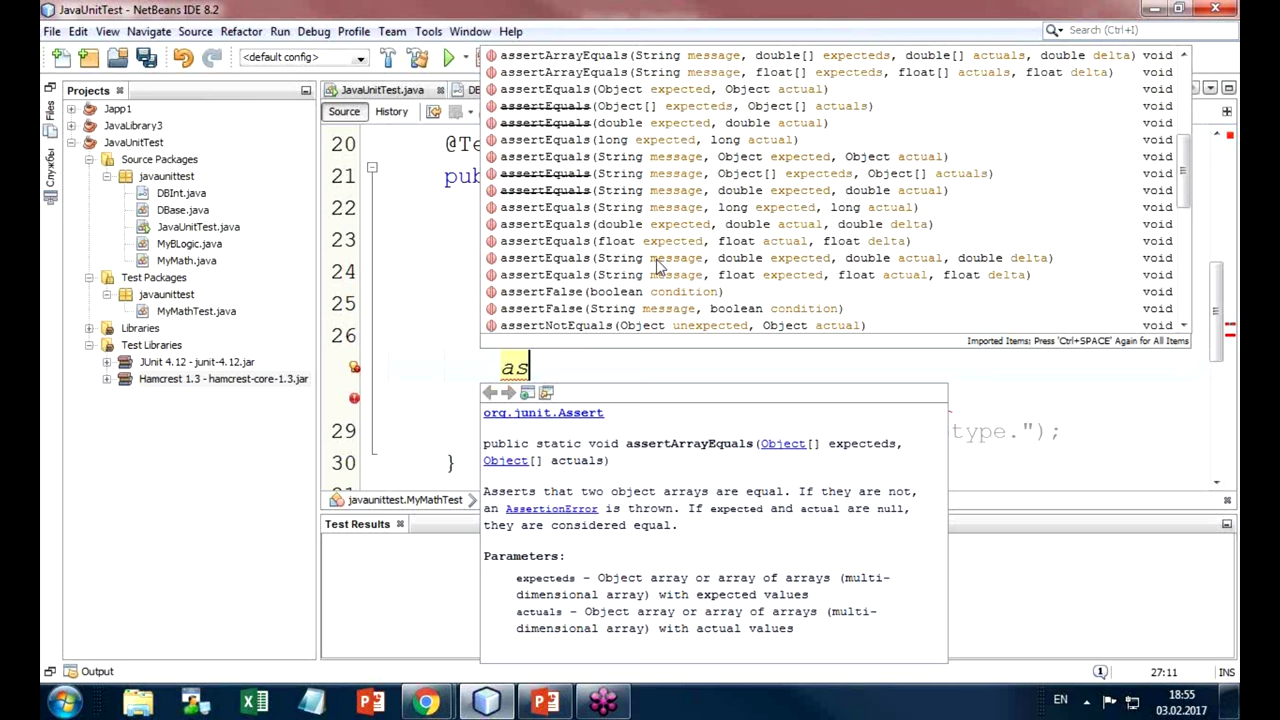 JavaUnitTest - NetBeans IDE 8.2
File Edit View Navigate Source Refactor Run Debug Profile Team Tools Window Help
Search (Ctrl+I)
<default config>
Projects
Files
Службы
Japp1
JavaLibrary3
JavaUnitTest
Source Packages
javaunittest
DBInt.java
DBase.java
JavaUnitTest.java
MyBLogic.java
MyMath.java
Test Packages
javaunittest
MyMathTest.java
Libraries
Test Libraries
JUnit 4.12 - junit-4.12.jar
Hamcrest 1.3 - hamcrest-core-1.3.jar
JavaUnitTest.java
Source History
20 @Te
21 pub
22
23
24
25
26
as
29 type.");
30 }
assertArrayEquals(String message, double[] expecteds, double[] actuals, double delta) void
assertArrayEquals(String message, float[] expecteds, float[] actuals, float delta) void
assertEquals(Object expected, Object actual) void
assertEquals(Object[] expecteds, Object[] actuals) void
assertEquals(double expected, double actual) void
assertEquals(long expected, long actual) void
assertEquals(String message, Object expected, Object actual) void
assertEquals(String message, Object[] expecteds, Object[] actuals) void
assertEquals(String message, double expected, double actual) void
assertEquals(String message, long expected, long actual) void
assertEquals(double expected, double actual, double delta) void
assertEquals(float expected, float actual, float delta) void
assertEquals(String message, double expected, double actual, double delta) void
assertEquals(String message, float expected, float actual, float delta) void
assertFalse(boolean condition) void
assertFalse(String message, boolean condition) void
assertNotEquals(Object unexpected, Object actual) void
Imported Items: Press 'Ctrl+SPACE' Again for All Items
org.junit.Assert
public static void assertArrayEquals(Object[] expecteds,
Object[] actuals)
Asserts that two object arrays are equal. If they are not,
an AssertionError is thrown. If expected and actual are null,
they are considered equal.
Parameters:
expecteds - Object array or array of arrays (multi-
dimensional array) with expected values
actuals - Object array or array of arrays (multi-
dimensional array) with actual values
javaunittest.MyMathTest
Test Results
Output
1
27:11 INS
EN
18:55
03.02.2017